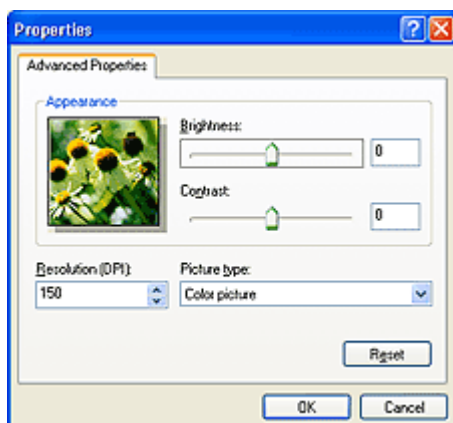 Properties
Advanced Properties
Appearance
Brightness:
0
Contrast:
0
Resolution (DPI):
Picture type:
150
Color picture
Reset
OK
Cancel